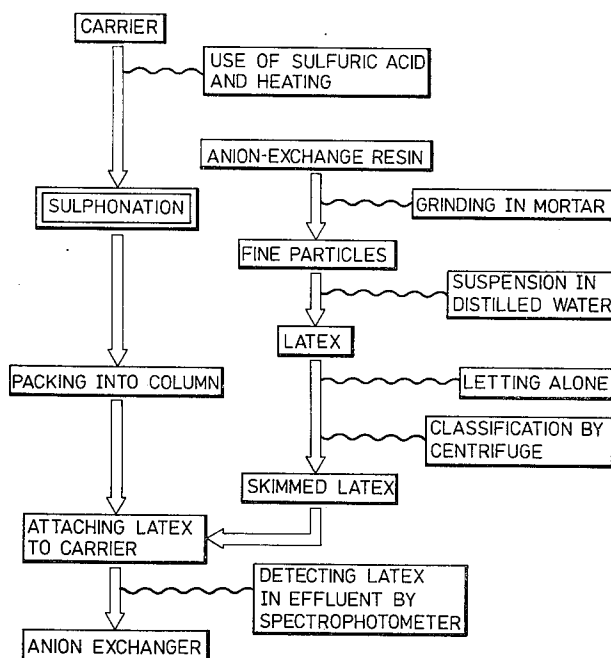 CARRIER
USE OF SULFURIC ACID
AND HEATING
ANION-EXCHANGE RESIN
SULPHONATION
GRINDING IN MORTAR
FINE PARTICLES
SUSPENSION IN
DISTILLED WATER
LATEX
PACKING INTO COLUMN
LETTING ALONE
CLASSIFICATION BY
CENTRIFUGE
SKIMMED LATEX
ATTACHING LATEX
TO CARRIER
DETECTING LATEX
IN EFFLUENT BY
SPECTROPHOTOMETER
ANION EXCHANGER